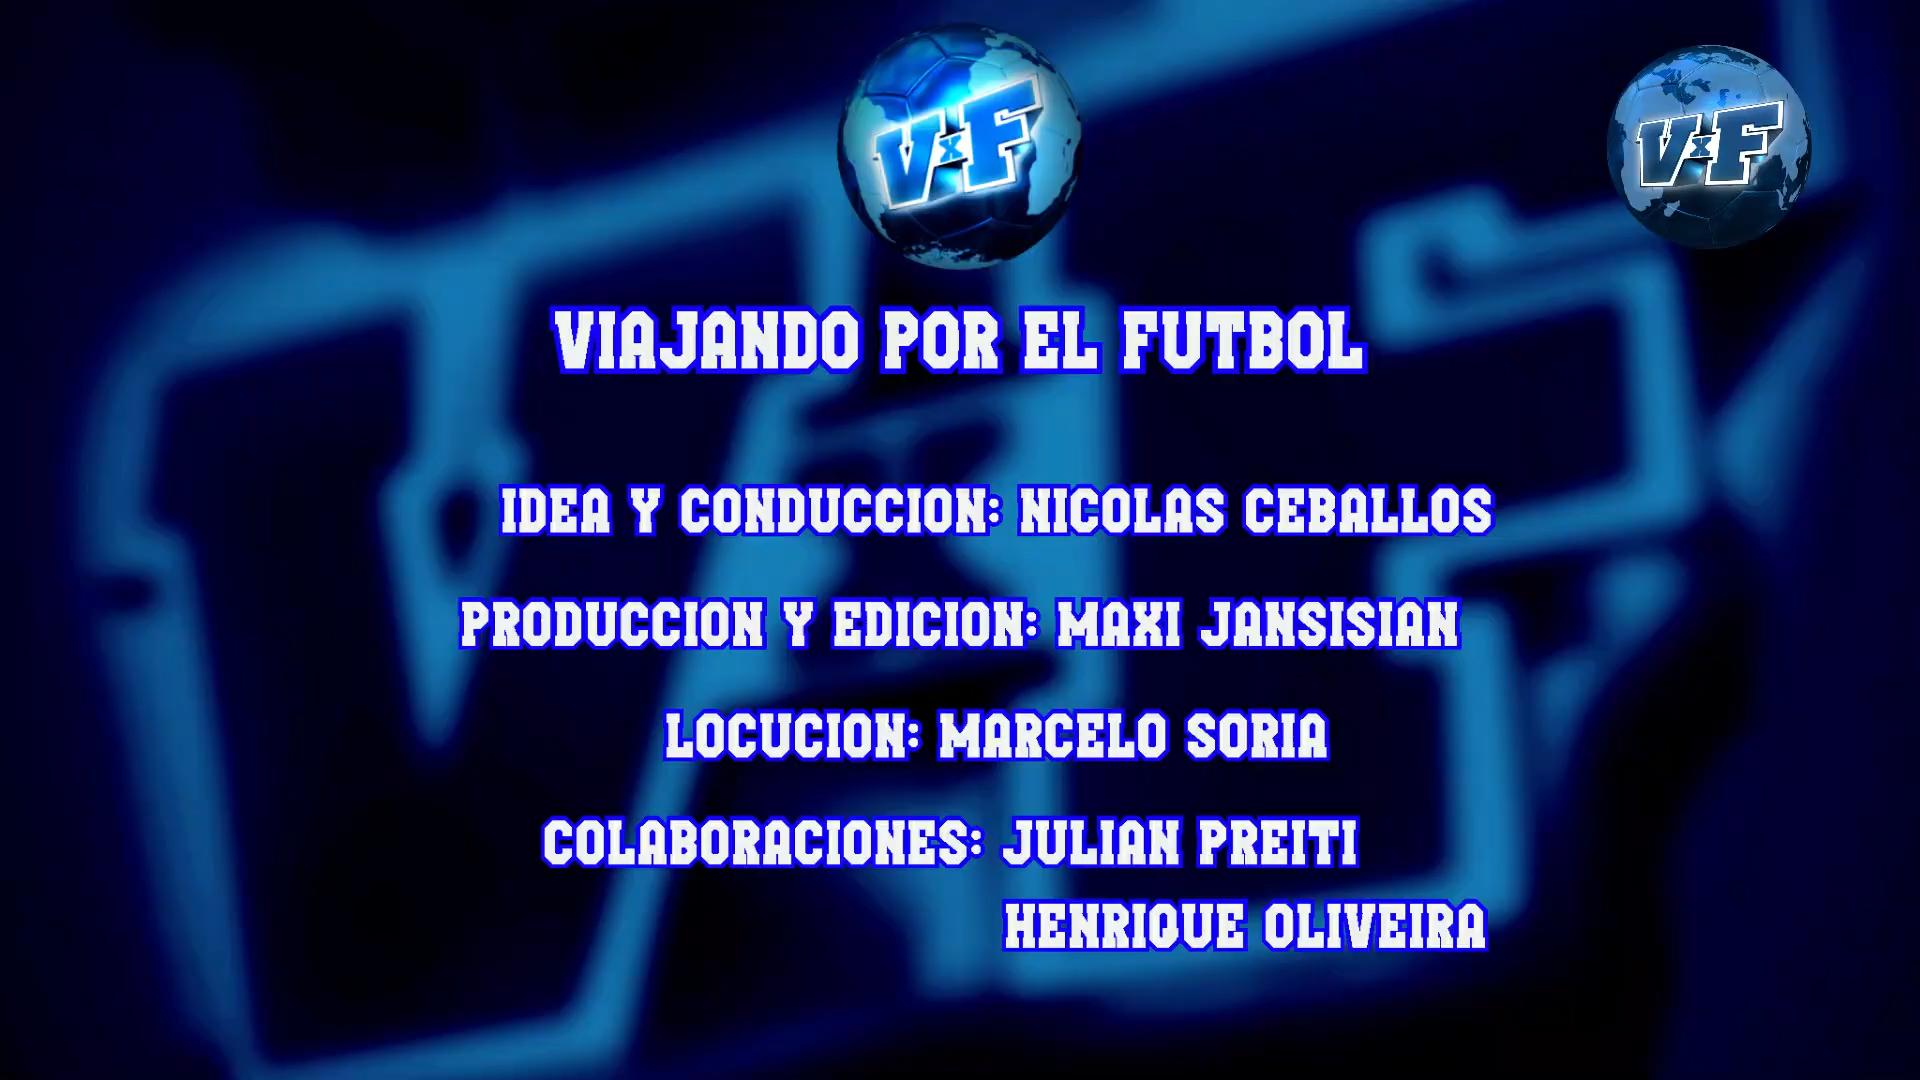 VxF
VxF
VIAJANDO POR EL FUTBOL
IDEA Y CONDUCCION: NICOLAS CEBALLOS
PRODUCCION Y EDICION: MAXI JANSISIAN
LOCUCION: MARCELO SORIA
COLABORACIONES: JULIAN PREITI
HENRIQUE OLIVEIRA